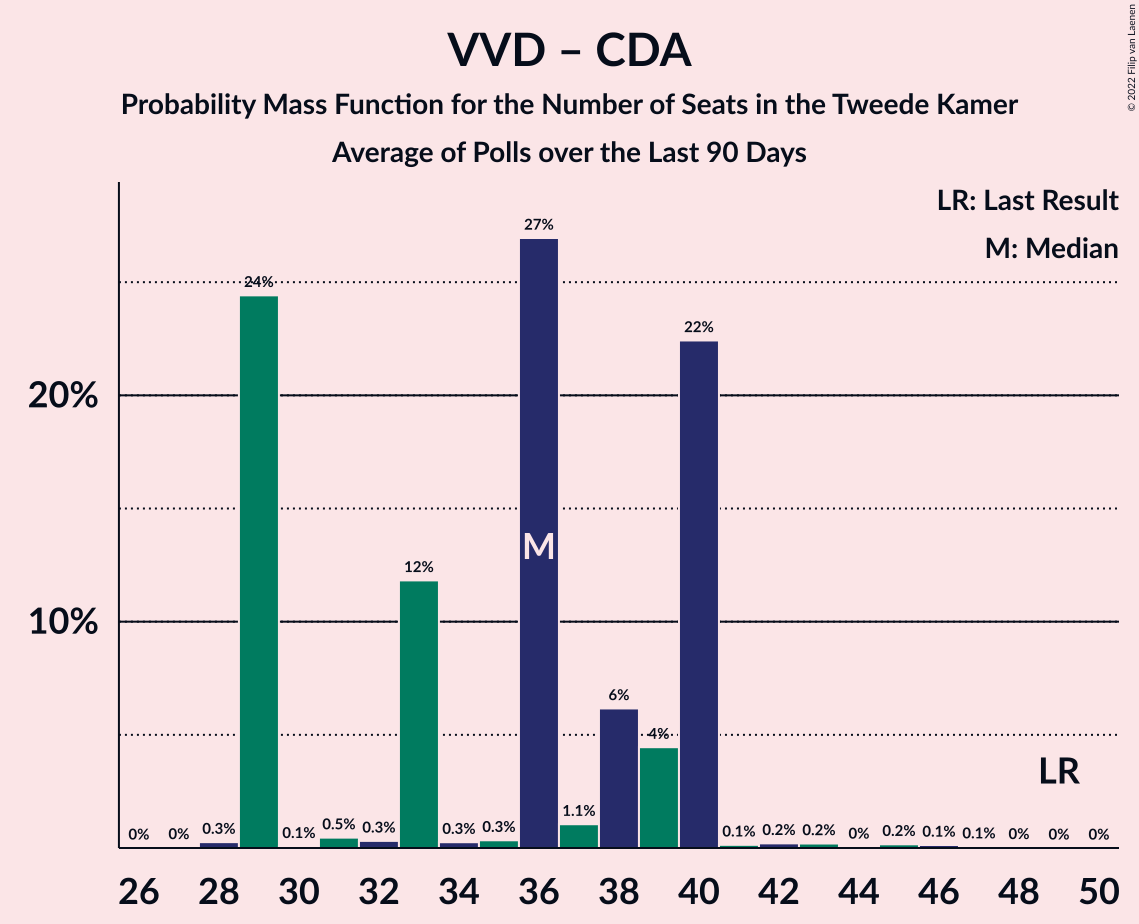 VVD – CDA
Probability Mass Function for the Number of Seats in the Tweede Kamer
Average of Polls over the Last 90 Days
© 2022 Filip van Laenen
LR: Last Result
M: Median
27%
24%
22%
20%
M
12%
10%
6%
4%
LR
0% 0% 0.3% 0.1% 0.5% 0.3% 0.3% 0.3% 1.1% 0.1% 0.2% 0.2% 0% 0.2% 0.1% 0.1% 0% 0% 0%
26 28 30 32 34 36 38 40 42 44 46 48 50